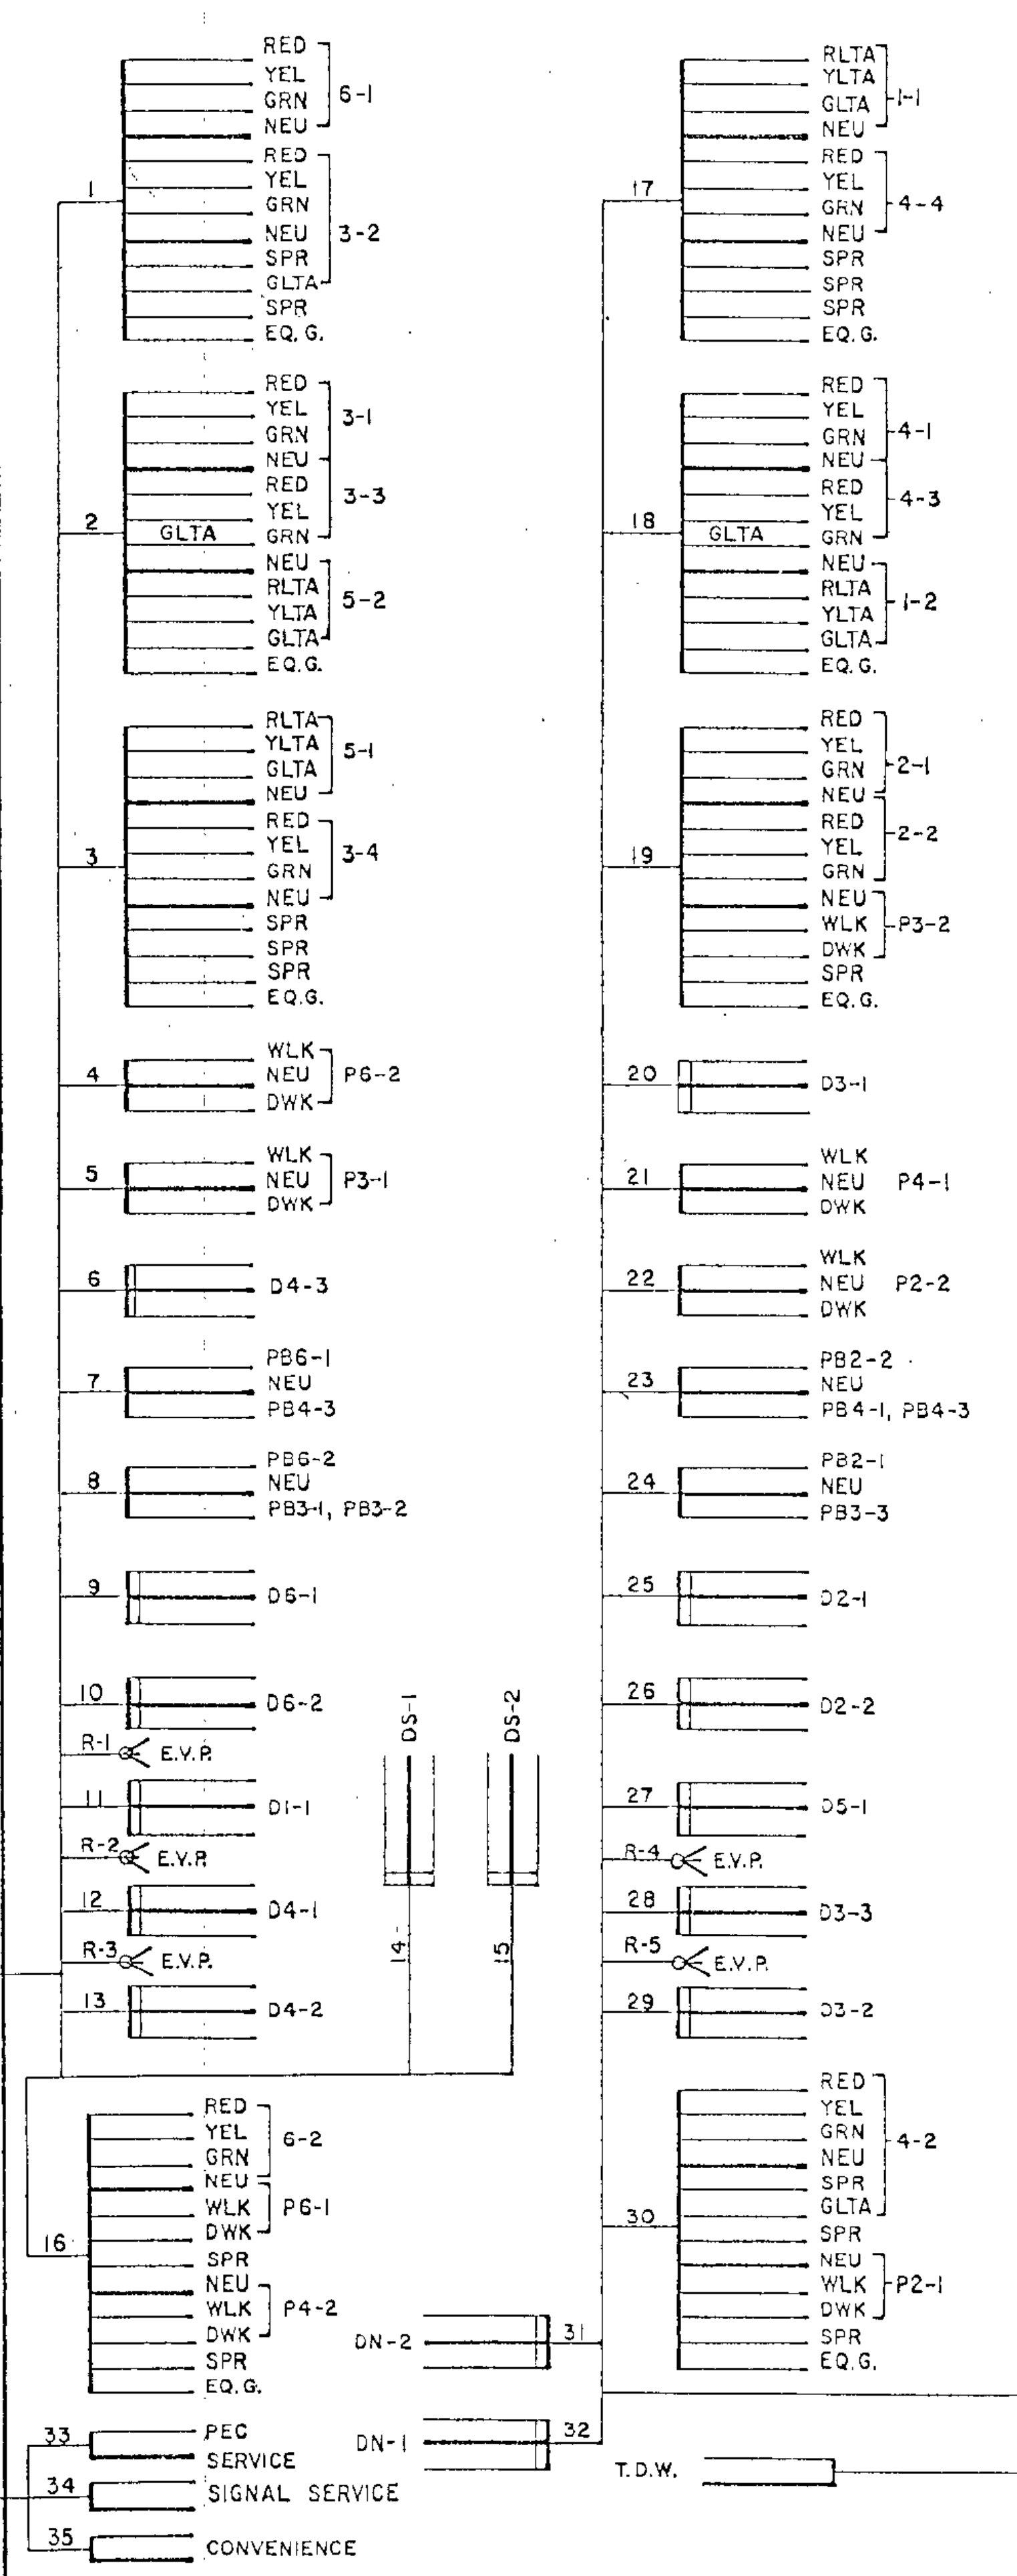 RED
YEL
GRN
NEU
6-1
RED
YEL
GRN
NEU
SPR
GLTA
3-2
SPR
EQ. G.
1
RED
YEL
GRN
NEU
3-1
RED
YEL
GRN
3-3
GLTA
NEU
RLTA
YLTA
GLTA
5-2
EQ.G.
2
RLTA
YLTA
GLTA
NEU
5-1
RED
YEL
GRN
NEU
3-4
SPR
SPR
SPR
EQ.G.
3
WLK
NEU
DWK
P6-2
4
WLK
NEU
DWK
P3-1
5
6
D4-3
PB6-1
NEU
PB4-3
7
PB6-2
NEU
PB3-1, PB3-2
8
9
D6-1
10
D6-2
R-1
E.V.P.
11
D1-1
R-2
E.V.P.
12
D4-1
R-3
E.V.P.
13
D4-2
DS-1
14
DS-2
15
RED
YEL
GRN
NEU
6-2
WLK
DWK
P6-1
SPR
NEU
WLK
DWK
P4-2
SPR
EQ.G.
16
33
PEC
SERVICE
34
SIGNAL SERVICE
35
CONVENIENCE
RLTA
YLTA
GLTA
NEU
1-1
RED
YEL
GRN
NEU
4-4
SPR
SPR
SPR
EQ.G.
17
RED
YEL
GRN
NEU
4-1
RED
YEL
GRN
4-3
GLTA
NEU
RLTA
YLTA
GLTA
1-2
EQ.G.
18
RED
YEL
GRN
NEU
2-1
RED
YEL
GRN
2-2
NEU
WLK
DWK
P3-2
SPR
EQ.G.
19
20
D3-1
WLK
NEU
DWK
P4-1
21
WLK
NEU
DWK
P2-2
22
PB2-2
NEU
PB4-1, PB4-3
23
PB2-1
NEU
PB3-3
24
25
D2-1
26
D2-2
27
D5-1
R-4
E.V.P.
28
D3-3
R-5
E.V.P.
29
D3-2
RED
YEL
GRN
NEU
SPR
GLTA
4-2
SPR
NEU
WLK
DWK
P2-1
SPR
EQ.G.
30
DN-2
31
DN-1
32
T.D.W.